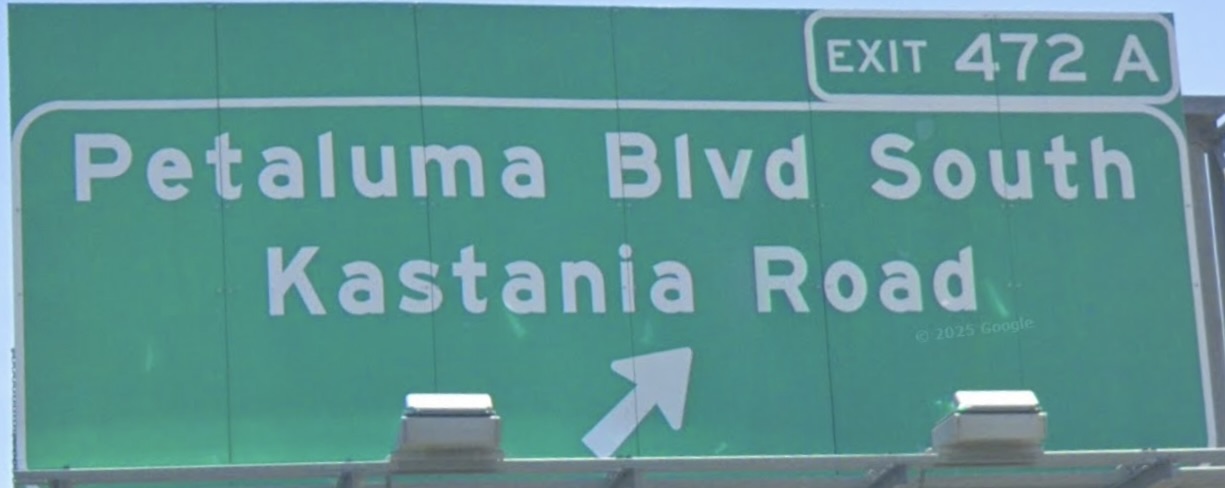 EXIT 472 A
Petaluma Blvd South
Kastania Road
© 2025 Google